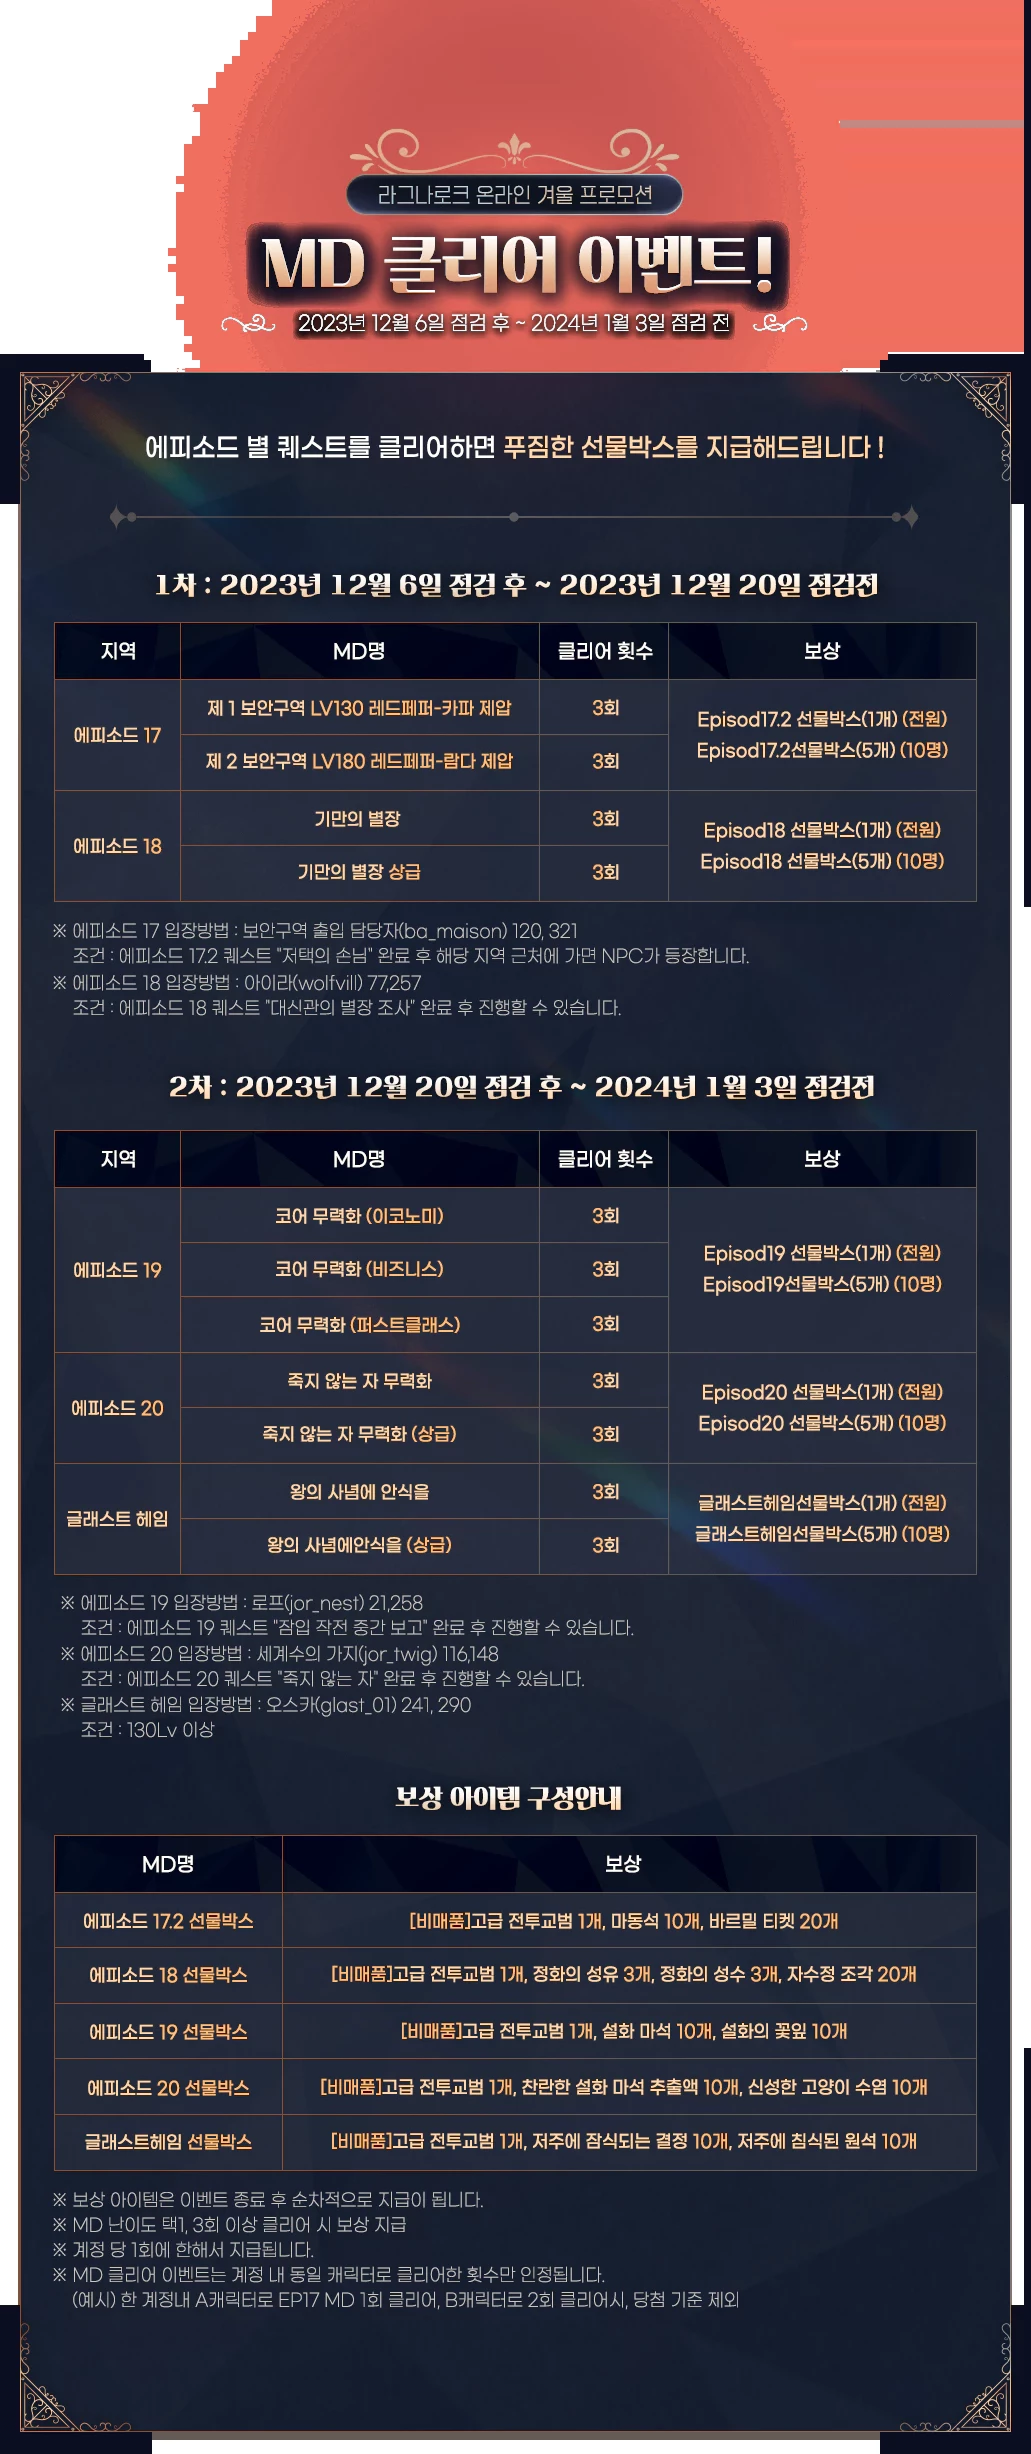 라그나로크 온라인 겨울 프로모션
MD 클리어 이벤트!
2023년 12월 6일 점검 후 ~ 2024년 1월 3일 점검 전
에피소드 별 퀘스트를 클리어하면 푸짐한 선물박스를 지급해드립니다 !
1차 : 2023년 12월 6일 점검 후 ~ 2023년 12월 20일 점검전
지역 MD명 클리어 횟수 보상
에피소드 17
제 1 보안구역 LV130 레드페퍼-카파 제압 3회
제 2 보안구역 LV180 레드페퍼-람다 제압 3회
Episod17.2 선물박스(1개) (전원)
Episod17.2선물박스(5개) (10명)
에피소드 18
기만의 별장 3회
기만의 별장 상급 3회
Episod18 선물박스(1개) (전원)
Episod18 선물박스(5개) (10명)
※ 에피소드 17 입장방법 : 보안구역 출입 담당자(ba_maison) 120, 321
조건 : 에피소드 17.2 퀘스트 "저택의 손님" 완료 후 해당 지역 근처에 가면 NPC가 등장합니다.
※ 에피소드 18 입장방법 : 아이라(wolfvill) 77,257
조건 : 에피소드 18 퀘스트 "대신관의 별장 조사" 완료 후 진행할 수 있습니다.
2차 : 2023년 12월 20일 점검 후 ~ 2024년 1월 3일 점검전
지역 MD명 클리어 횟수 보상
에피소드 19
코어 무력화 (이코노미) 3회
코어 무력화 (비즈니스) 3회
코어 무력화 (퍼스트클래스) 3회
Episod19 선물박스(1개) (전원)
Episod19선물박스(5개) (10명)
에피소드 20
죽지 않는 자 무력화 3회
죽지 않는 자 무력화 (상급) 3회
Episod20 선물박스(1개) (전원)
Episod20 선물박스(5개) (10명)
글래스트 헤임
왕의 사념에 안식을 3회
왕의 사념에안식을 (상급) 3회
글래스트헤임선물박스(1개) (전원)
글래스트헤임선물박스(5개) (10명)
※ 에피소드 19 입장방법 : 로프(jor_nest) 21,258
조건 : 에피소드 19 퀘스트 "잠입 작전 중간 보고" 완료 후 진행할 수 있습니다.
※ 에피소드 20 입장방법 : 세계수의 가지(jor_twig) 116,148
조건 : 에피소드 20 퀘스트 "죽지 않는 자" 완료 후 진행할 수 있습니다.
※ 글래스트 헤임 입장방법 : 오스카(glast_01) 241, 290
조건 : 130Lv 이상
보상 아이템 구성안내
MD명 보상
에피소드 17.2 선물박스 [비매품]고급 전투교범 1개, 마동석 10개, 바르밀 티켓 20개
에피소드 18 선물박스 [비매품]고급 전투교범 1개, 정화의 성유 3개, 정화의 성수 3개, 자수정 조각 20개
에피소드 19 선물박스 [비매품]고급 전투교범 1개, 설화 마석 10개, 설화의 꽃잎 10개
에피소드 20 선물박스 [비매품]고급 전투교범 1개, 찬란한 설화 마석 추출액 10개, 신성한 고양이 수염 10개
글래스트헤임 선물박스 [비매품]고급 전투교범 1개, 저주에 잠식되는 결정 10개, 저주에 침식된 원석 10개
※ 보상 아이템은 이벤트 종료 후 순차적으로 지급이 됩니다.
※ MD 난이도 택1, 3회 이상 클리어 시 보상 지급
※ 계정 당 1회에 한해서 지급됩니다.
※ MD 클리어 이벤트는 계정 내 동일 캐릭터로 클리어한 횟수만 인정됩니다.
(예시) 한 계정내 A캐릭터로 EP17 MD 1회 클리어, B캐릭터로 2회 클리어시, 당첨 기준 제외